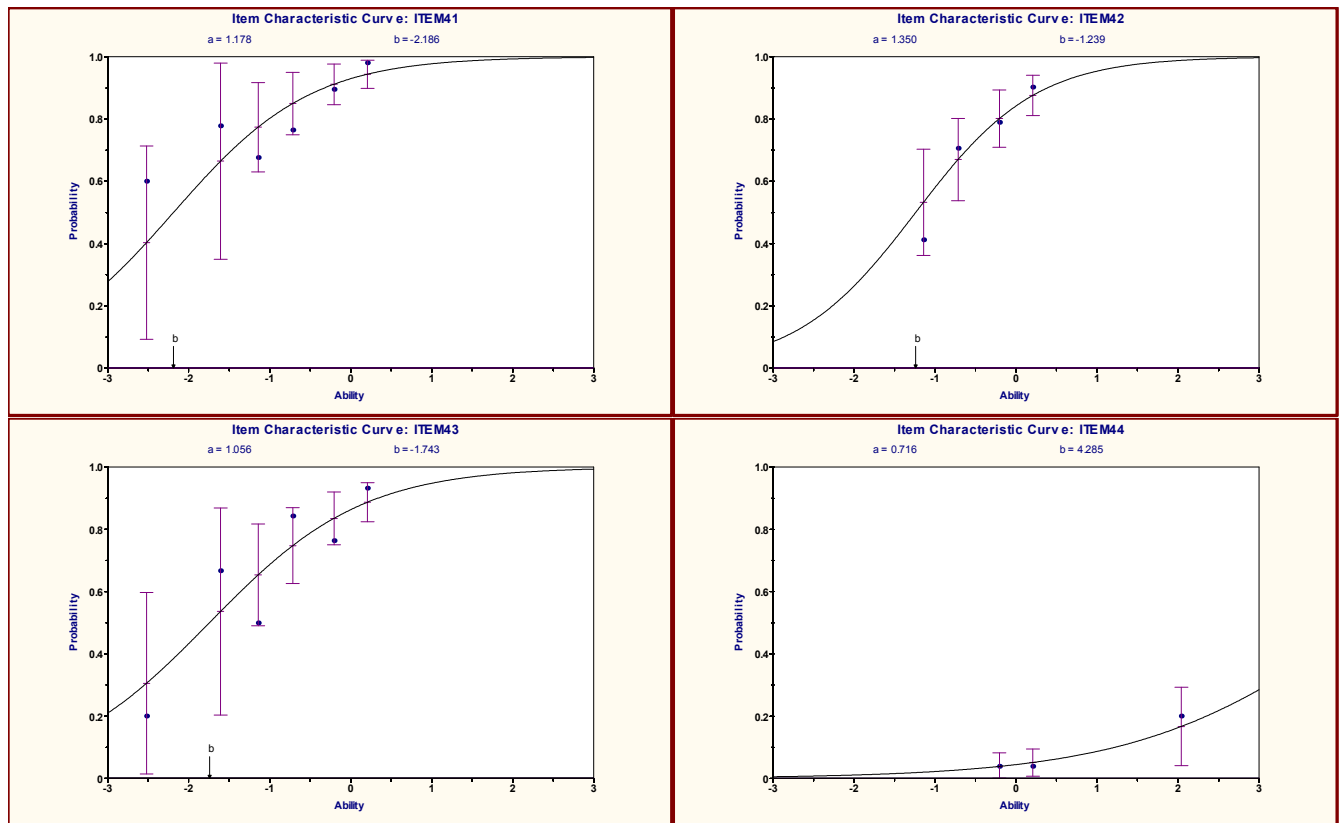 Item Characteristic Curve: ITEM41
a = 1.178 b = -2.186
1.0
0.8
0.6
0.4
0.2
0
Probability
b
-3 -2 -1 0 1 2 3
Ability
Item Characteristic Curve: ITEM42
a = 1.350 b = -1.239
1.0
0.8
0.6
0.4
0.2
0
Probability
b
-3 -2 -1 0 1 2 3
Ability
Item Characteristic Curve: ITEM43
a = 1.056 b = -1.743
1.0
0.8
0.6
0.4
0.2
0
Probability
b
-3 -2 -1 0 1 2 3
Ability
Item Characteristic Curve: ITEM44
a = 0.716 b = 4.285
1.0
0.8
0.6
0.4
0.2
0
Probability
-3 -2 -1 0 1 2 3
Ability